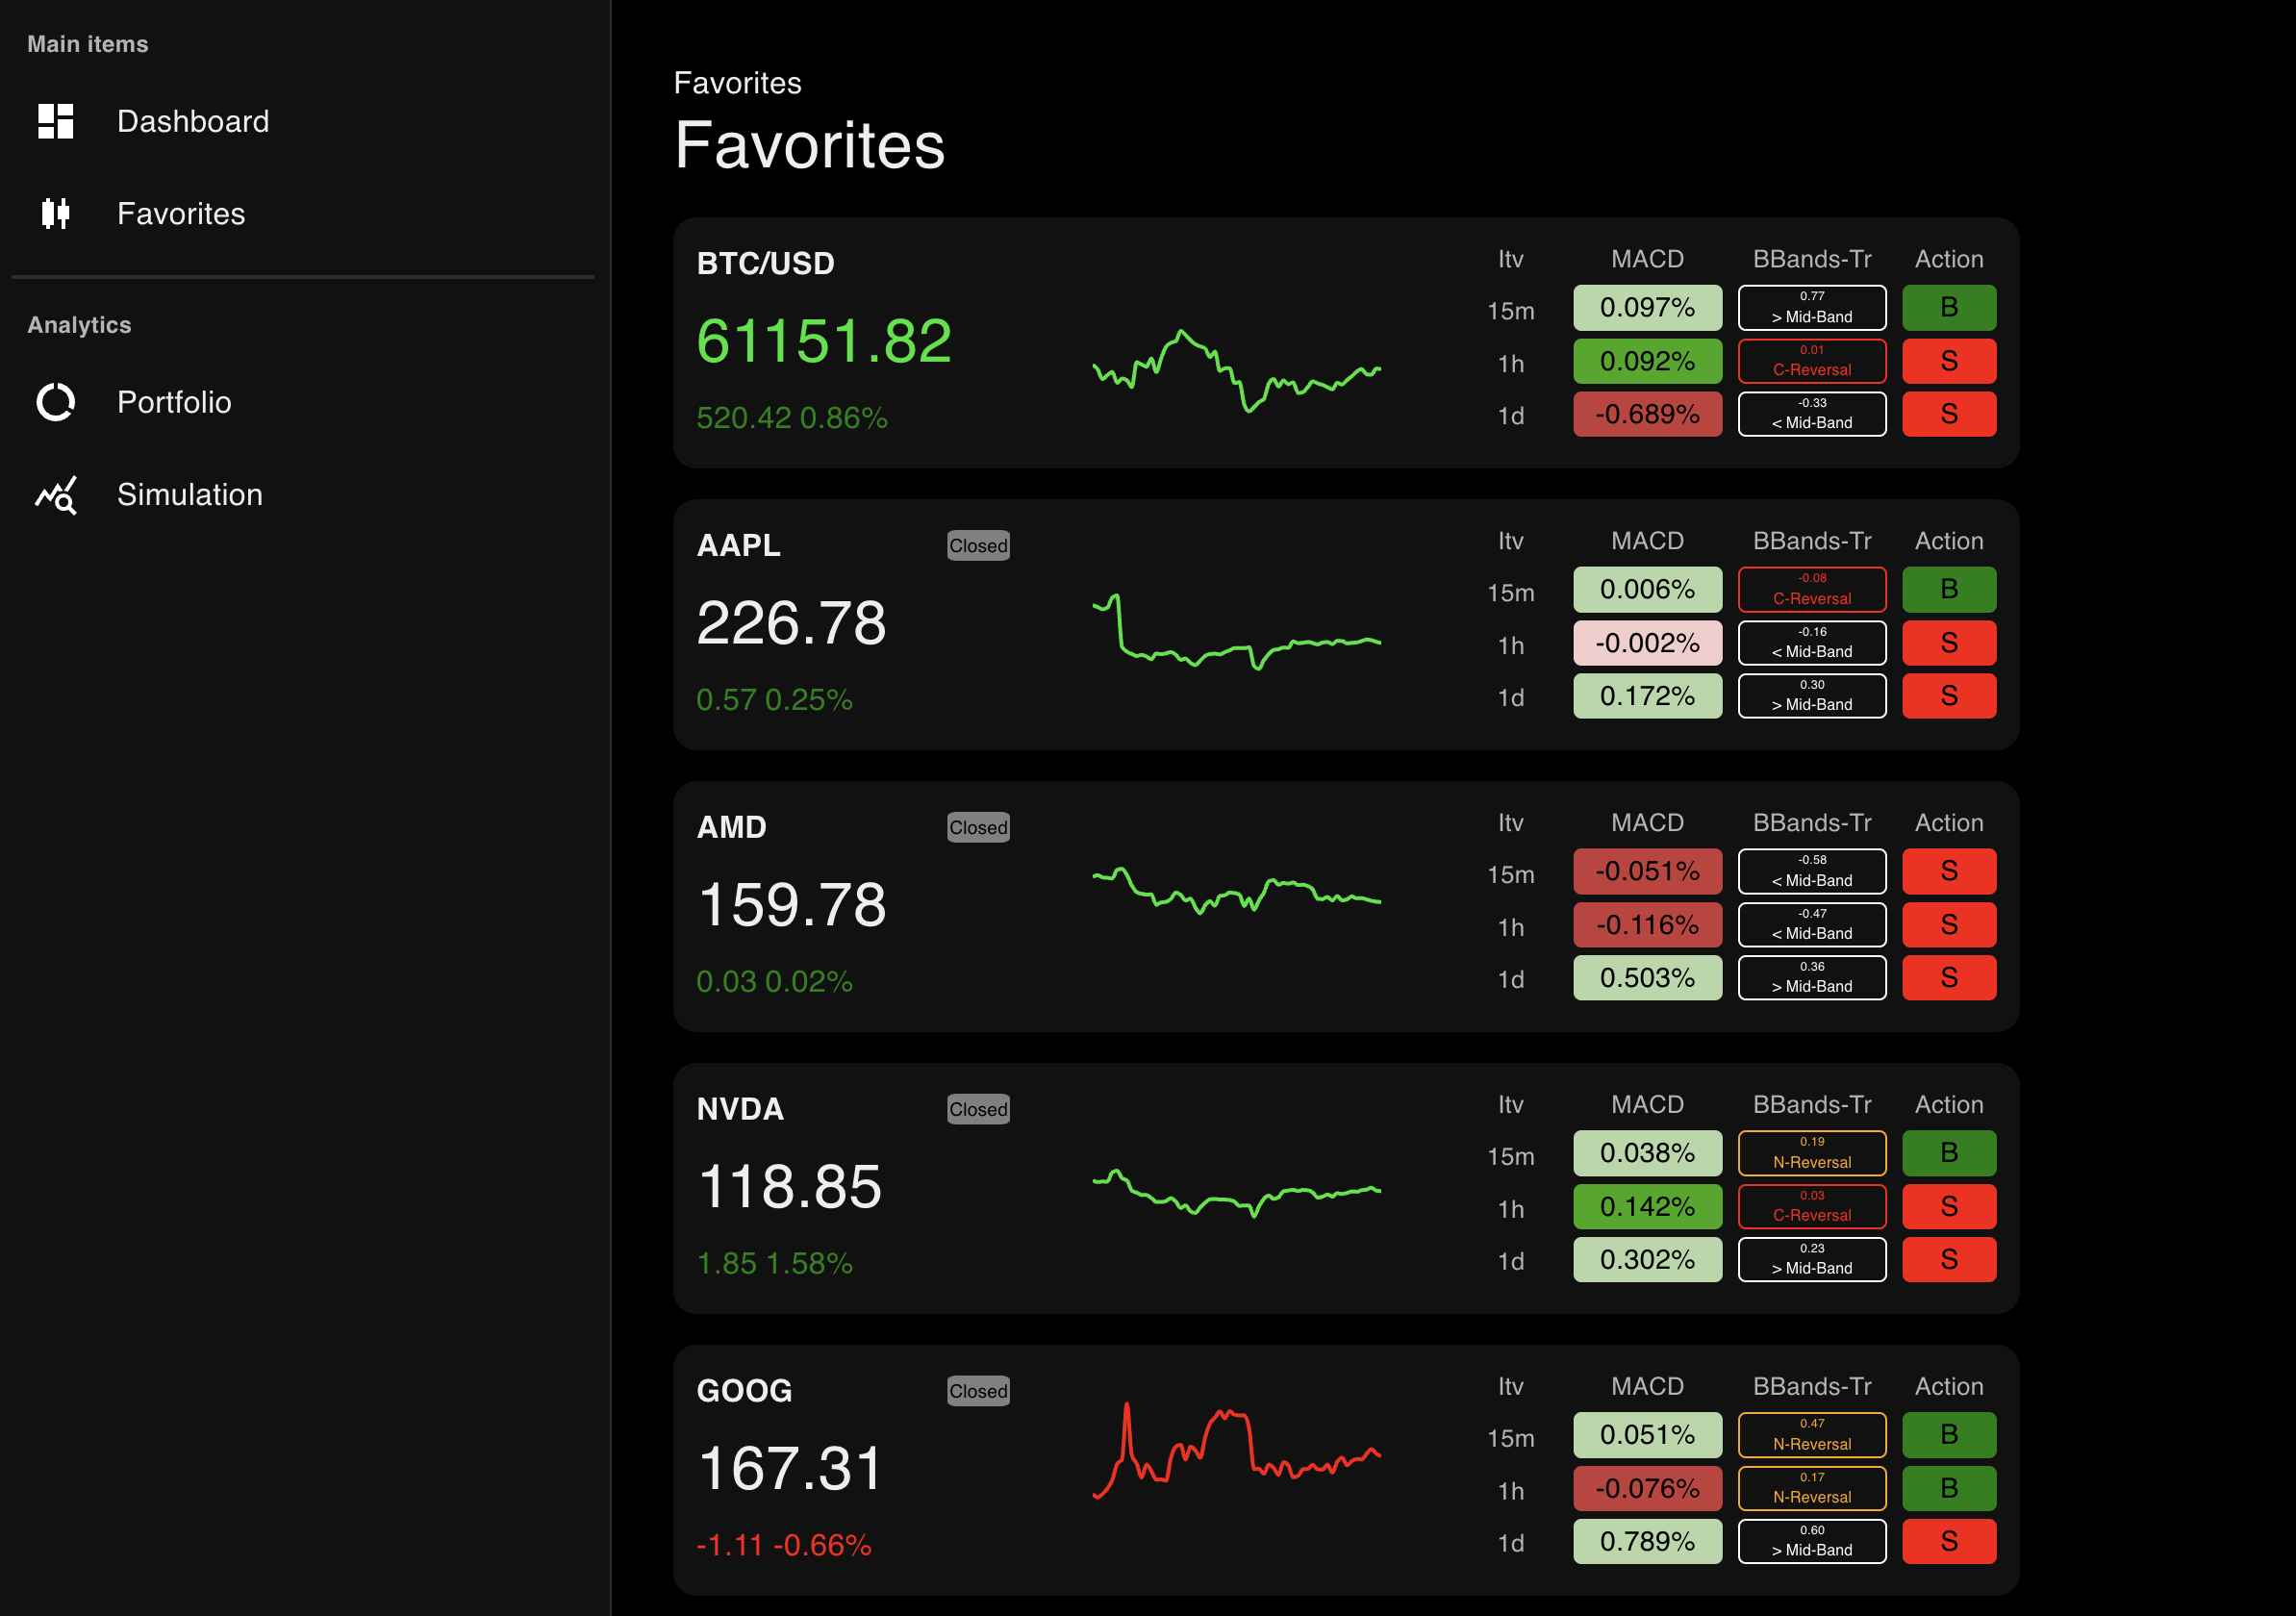 Main items
Dashboard
Favorites
Analytics
Portfolio
Simulation
Favorites
Favorites
BTC/USD
61151.82
520.42 0.86%
Itv MACD BBands-Tr Action
15m 0.097% 0.77 > Mid-Band B
1h 0.092% 0.01 C-Reversal S
1d -0.689% -0.33 < Mid-Band S
AAPL Closed
226.78
0.57 0.25%
Itv MACD BBands-Tr Action
15m 0.006% -0.08 C-Reversal B
1h -0.002% -0.16 < Mid-Band S
1d 0.172% 0.30 > Mid-Band S
AMD Closed
159.78
0.03 0.02%
Itv MACD BBands-Tr Action
15m -0.051% -0.58 < Mid-Band S
1h -0.116% -0.47 < Mid-Band S
1d 0.503% 0.36 > Mid-Band S
NVDA Closed
118.85
1.85 1.58%
Itv MACD BBands-Tr Action
15m 0.038% 0.19 N-Reversal B
1h 0.142% 0.03 C-Reversal S
1d 0.302% 0.23 > Mid-Band S
GOOG Closed
167.31
-1.11 -0.66%
Itv MACD BBands-Tr Action
15m 0.051% 0.47 N-Reversal B
1h -0.076% 0.17 N-Reversal B
1d 0.789% 0.60 > Mid-Band S